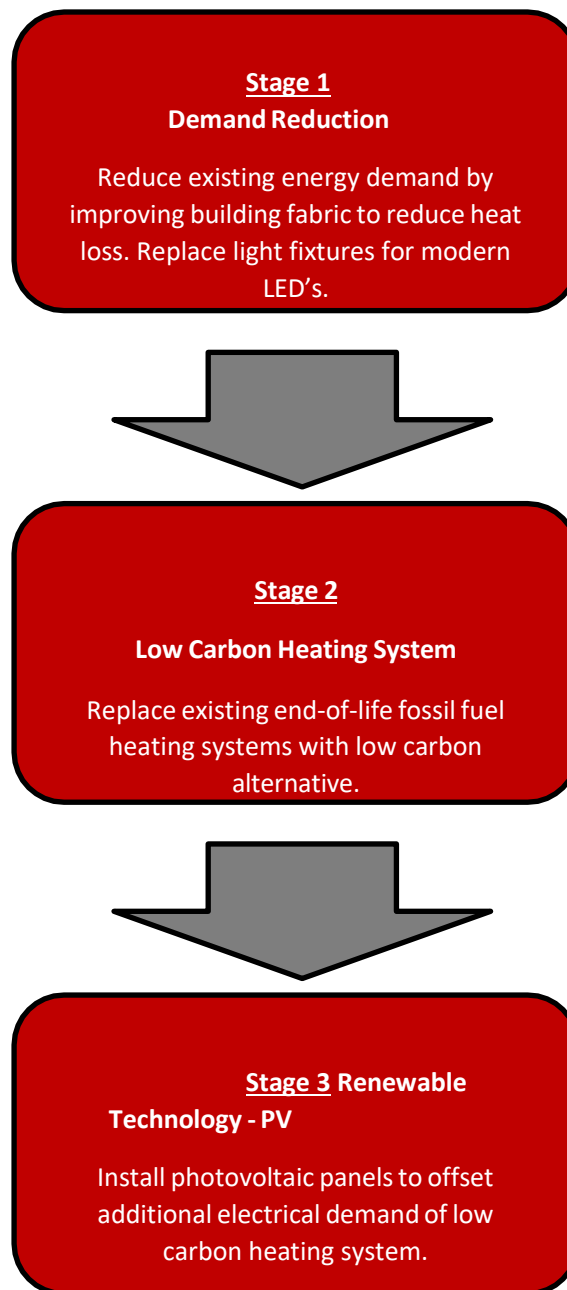 Stage 1
Demand Reduction
Reduce existing energy demand by
improving building fabric to reduce heat
loss. Replace light fixtures for modern
LED’s.
Stage 2
Low Carbon Heating System
Replace existing end-of-life fossil fuel
heating systems with low carbon
alternative.
Stage 3 Renewable
Technology - PV
Install photovoltaic panels to offset
additional electrical demand of low
carbon heating system.